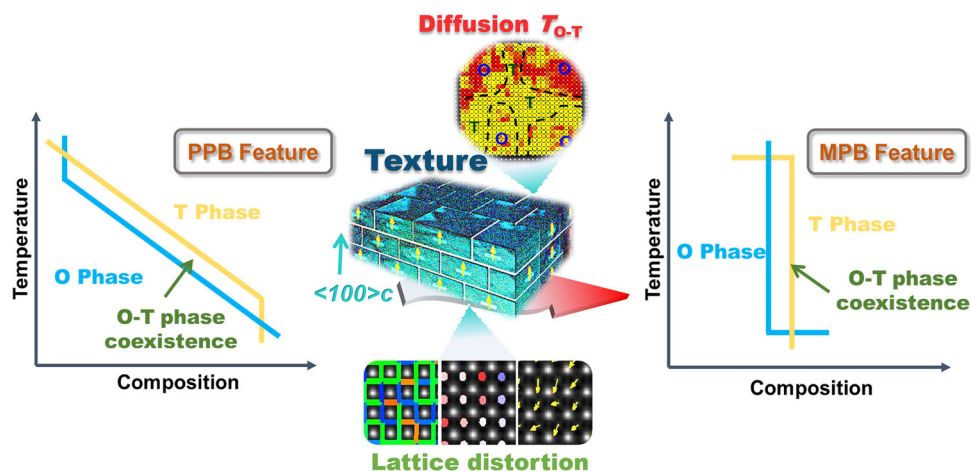 Diffusion T_O-T
O
T
O
T
T
O
PPB Feature
T Phase
O Phase
O-T phase
coexistence
Temperature
Composition
Texture
<100>c
Lattice distortion
MPB Feature
O Phase
T Phase
O-T phase
coexistence
Temperature
Composition